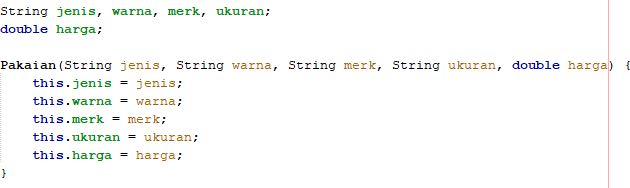 String jenis, warna, merk, ukuran;
double harga;
Pakaian(String jenis, String warna, String merk, String ukuran, double harga) {
this.jenis = jenis;
this.warna = warna;
this.merk = merk;
this.ukuran = ukuran;
this.harga = harga;
}